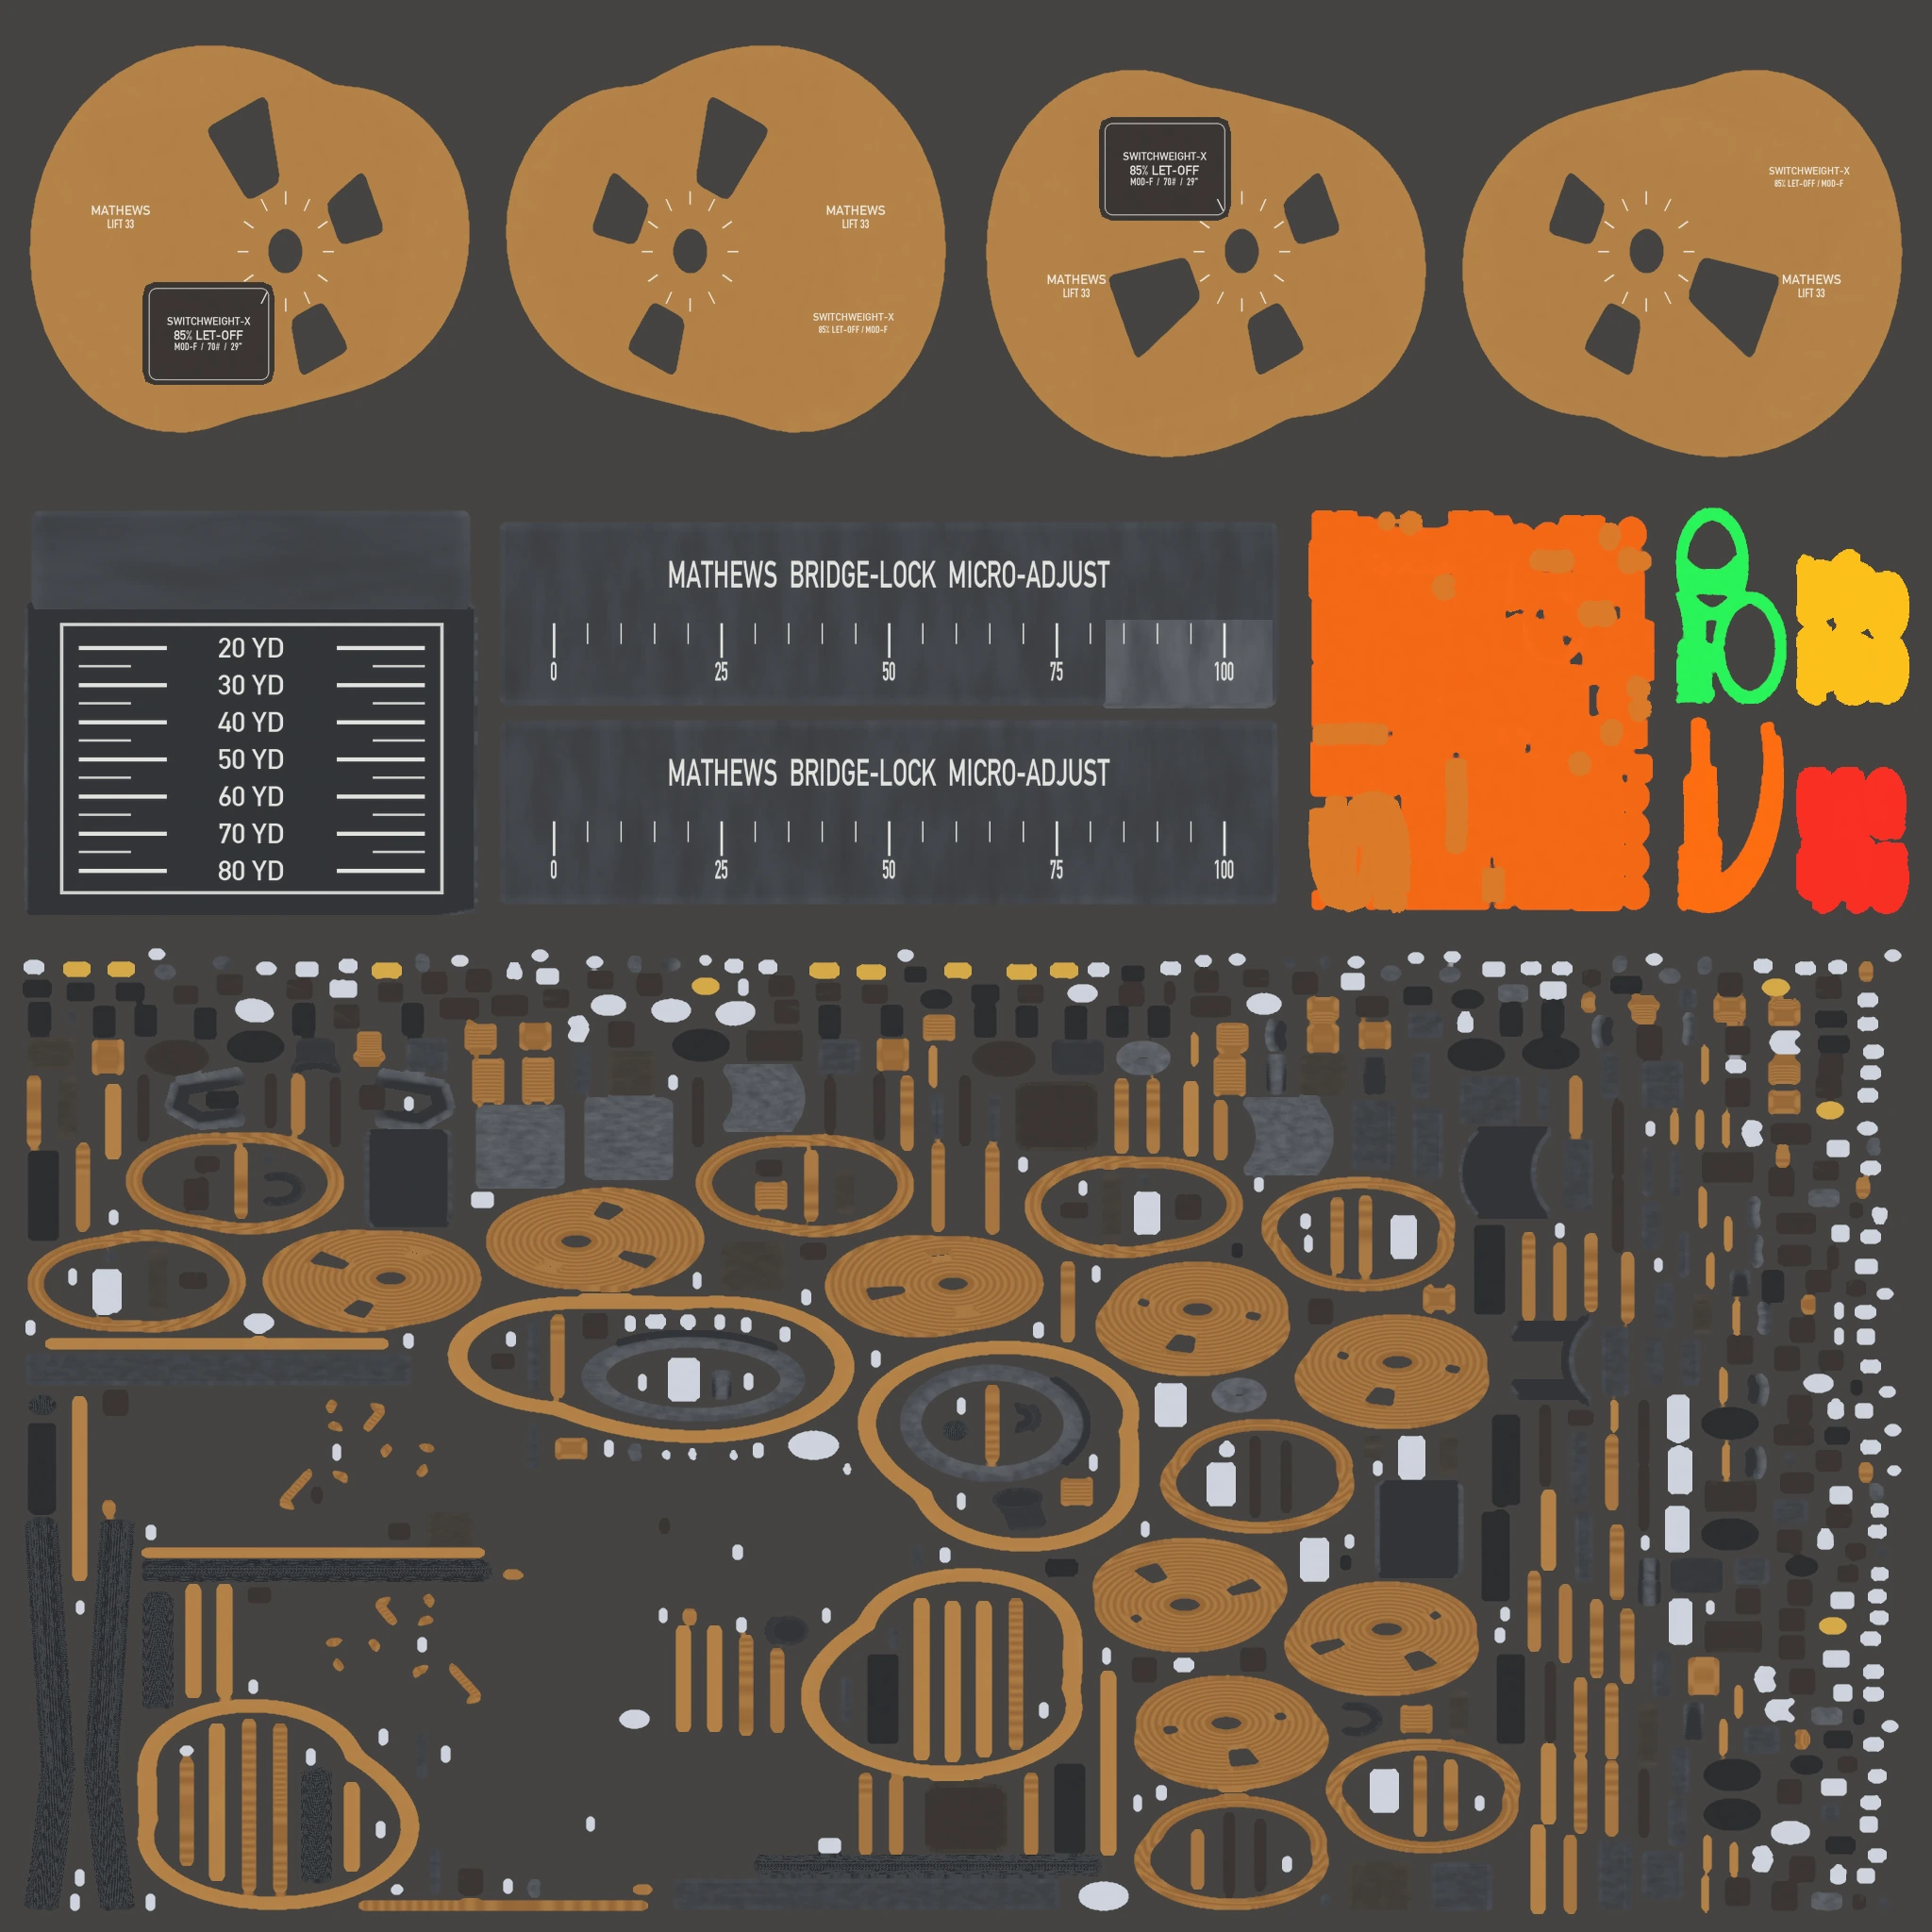 MATHEWS
LIFT 33
SWITCHWEIGHT-X
85% LET-OFF
MOD-F / 70# / 29"
MATHEWS
LIFT 33
SWITCHWEIGHT-X
85% LET-OFF / MOD-F
SWITCHWEIGHT-X
85% LET-OFF
MOD-F / 70# / 29"
MATHEWS
LIFT 33
SWITCHWEIGHT-X
85% LET-OFF / MOD-F
MATHEWS
LIFT 33
20 YD
30 YD
40 YD
50 YD
60 YD
70 YD
80 YD
MATHEWS BRIDGE-LOCK MICRO-ADJUST
0 25 50 75 100
MATHEWS BRIDGE-LOCK MICRO-ADJUST
0 25 50 75 100